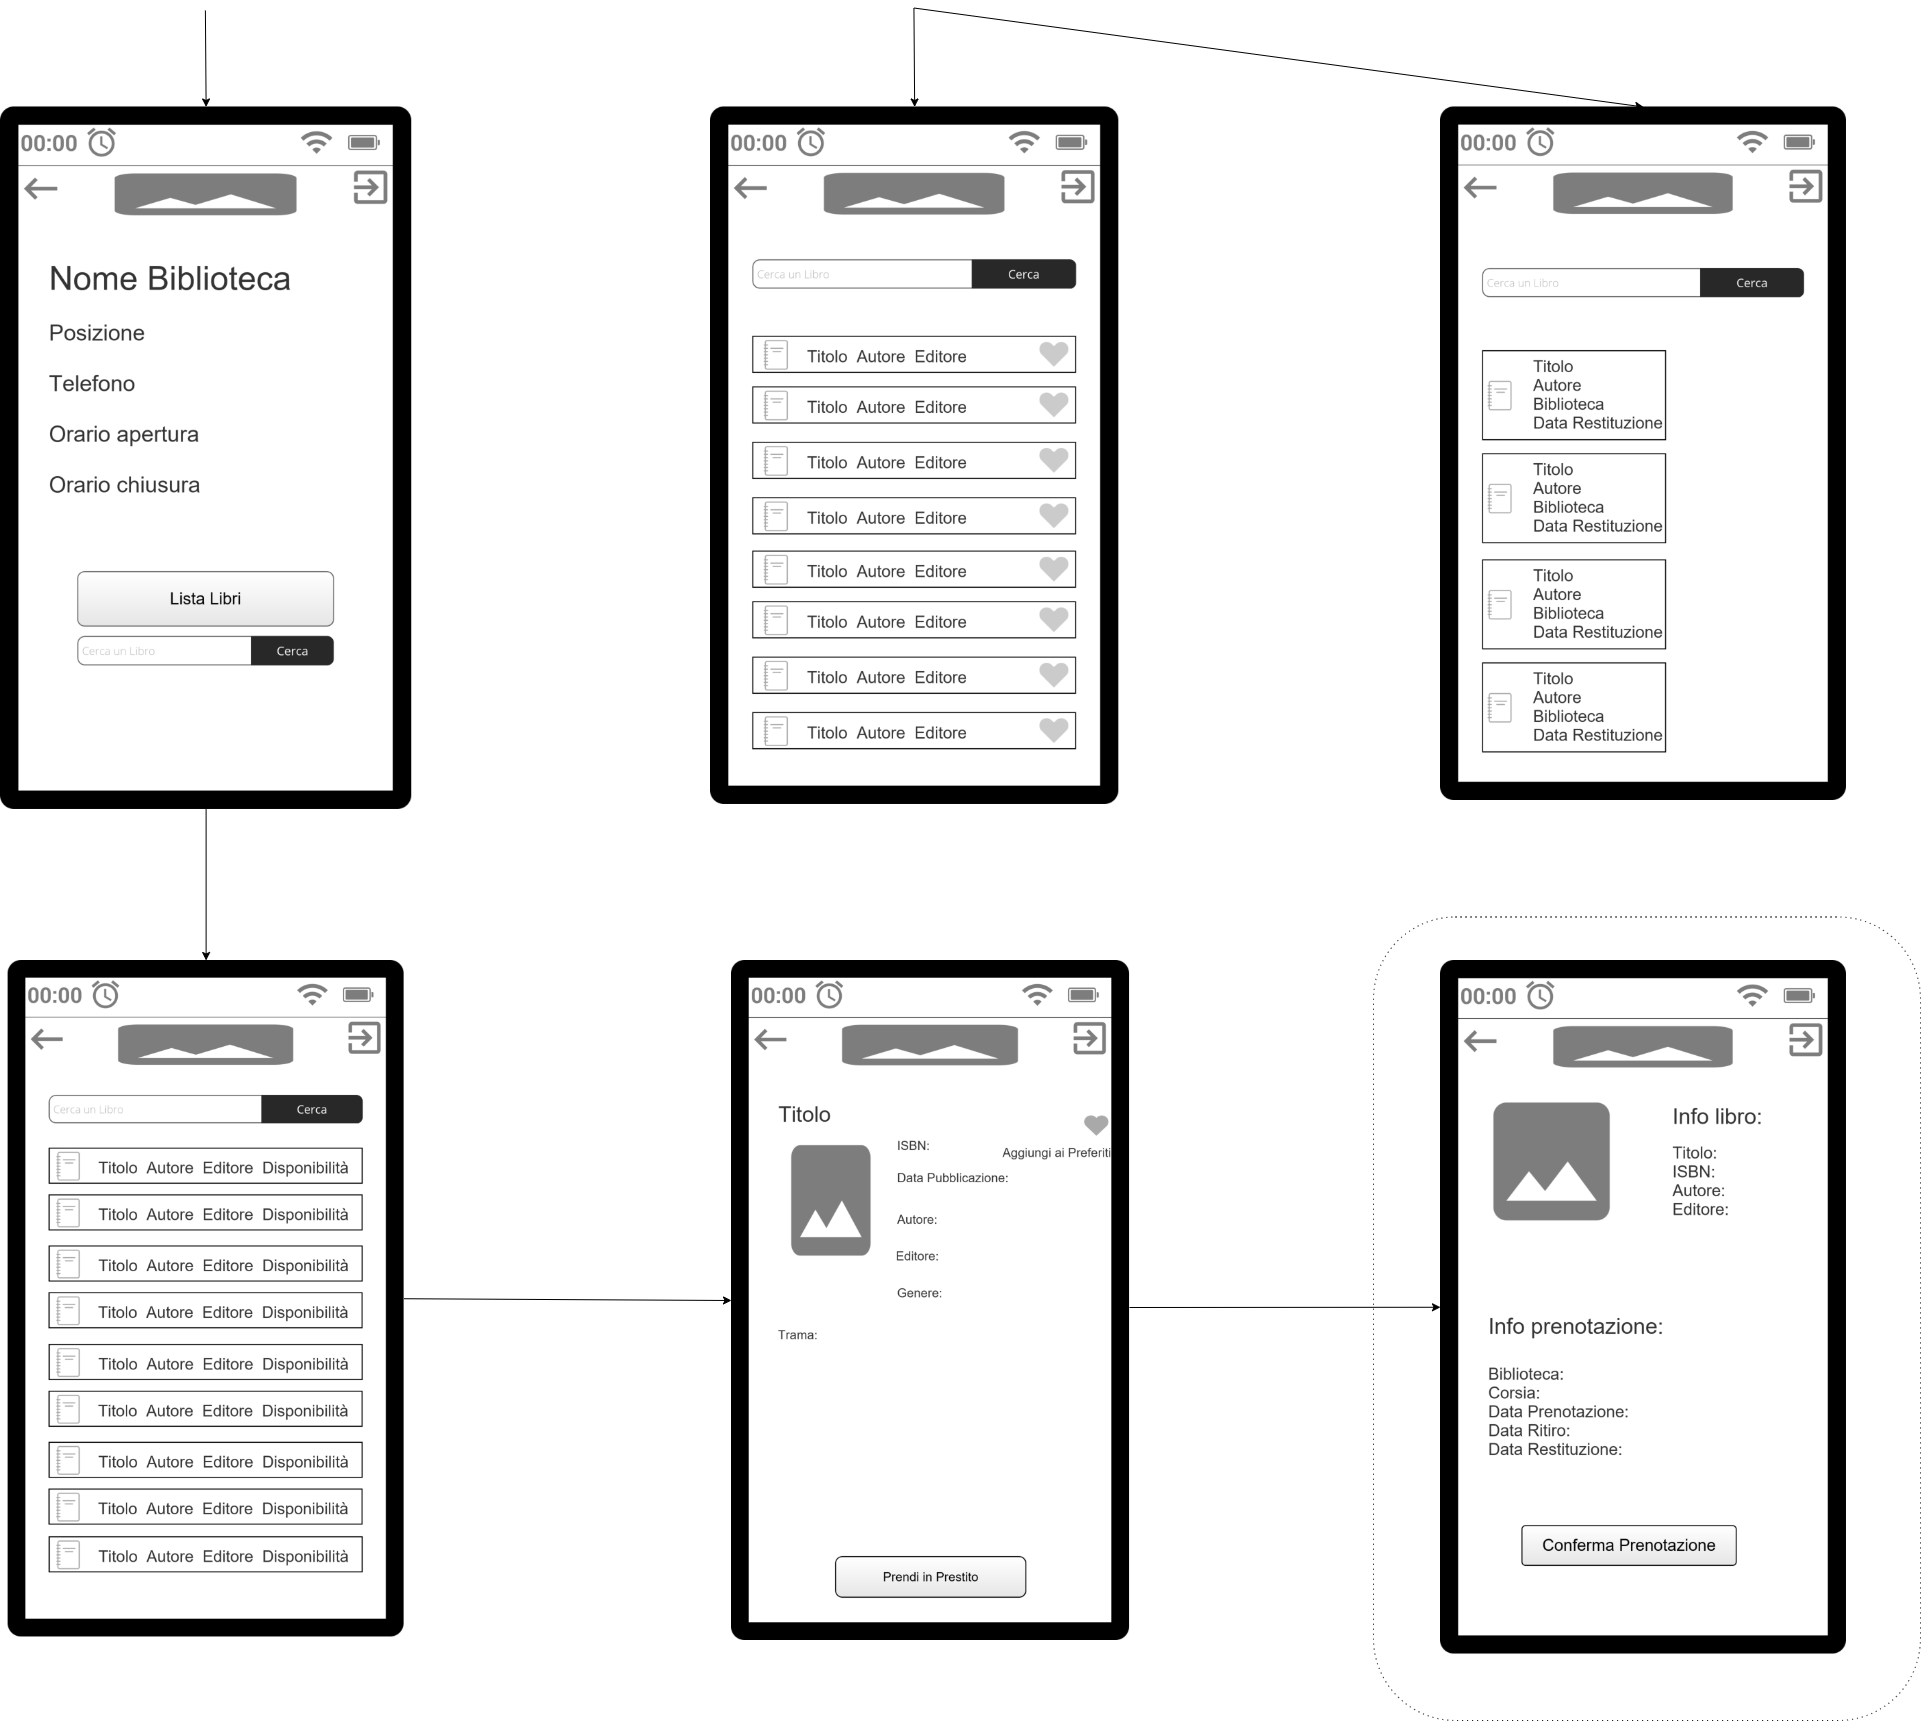 00:00
Nome Biblioteca
Posizione
Telefono
Orario apertura
Orario chiusura
Lista Libri
Cerca un Libro Cerca
00:00
Cerca un Libro Cerca
Titolo Autore Editore
Titolo Autore Editore
Titolo Autore Editore
Titolo Autore Editore
Titolo Autore Editore
Titolo Autore Editore
Titolo Autore Editore
Titolo Autore Editore
00:00
Cerca un Libro Cerca
Titolo
Autore
Biblioteca
Data Restituzione
Titolo
Autore
Biblioteca
Data Restituzione
Titolo
Autore
Biblioteca
Data Restituzione
Titolo
Autore
Biblioteca
Data Restituzione
00:00
Cerca un Libro Cerca
Titolo Autore Editore Disponibilità
Titolo Autore Editore Disponibilità
Titolo Autore Editore Disponibilità
Titolo Autore Editore Disponibilità
Titolo Autore Editore Disponibilità
Titolo Autore Editore Disponibilità
Titolo Autore Editore Disponibilità
Titolo Autore Editore Disponibilità
Titolo Autore Editore Disponibilità
00:00
Titolo
ISBN:
Aggiungi ai Preferiti
Data Pubblicazione:
Autore:
Editore:
Genere:
Trama:
Prendi in Prestito
00:00
Info libro:
Titolo:
ISBN:
Autore:
Editore:
Info prenotazione:
Biblioteca:
Corsia:
Data Prenotazione:
Data Ritiro:
Data Restituzione:
Conferma Prenotazione